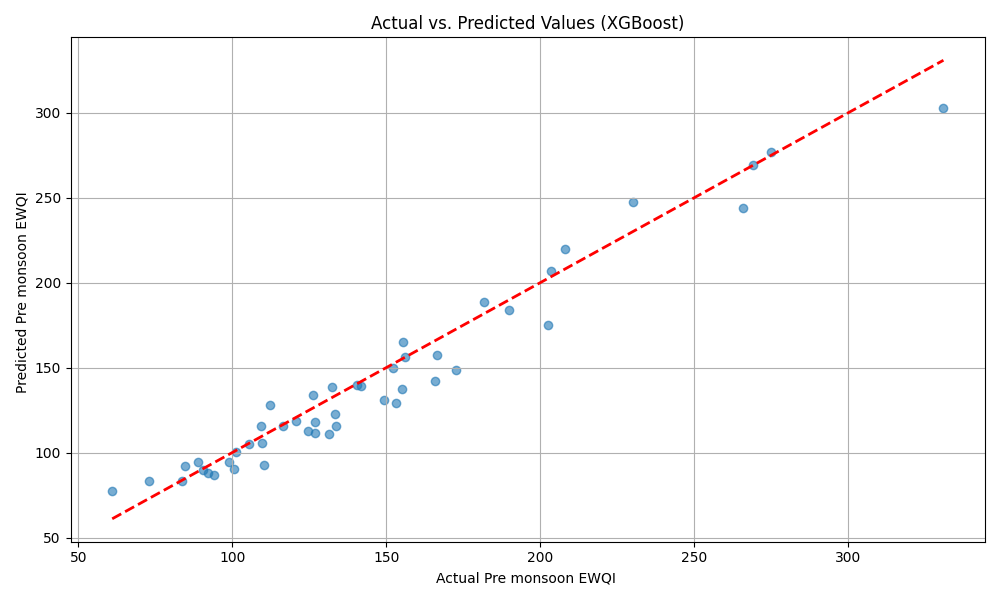 Actual vs. Predicted Values (XGBoost)
Predicted Pre monsoon EWQI
300
250
200
150
100
50
50 100 150 200 250 300
Actual Pre monsoon EWQI